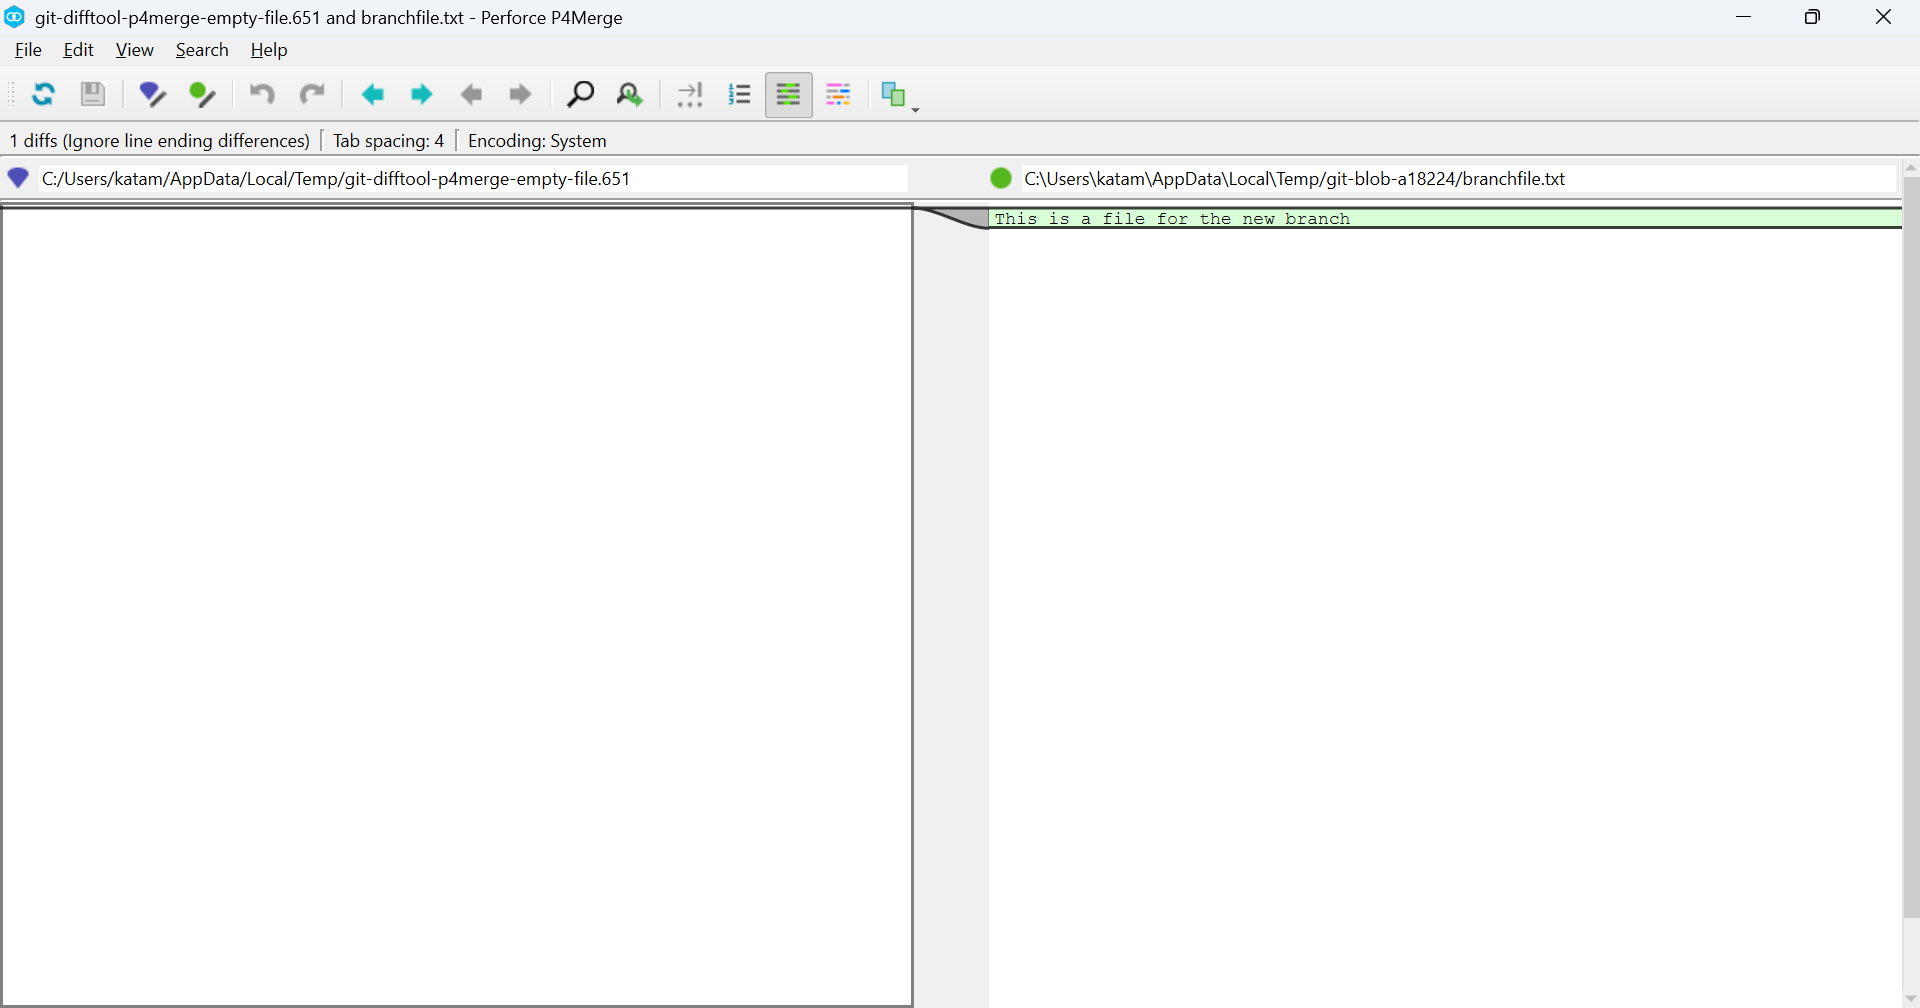 git-difftool-p4merge-empty-file.651 and branchfile.txt - Perforce P4Merge
File Edit View Search Help
1 diffs (Ignore line ending differences) Tab spacing: 4 Encoding: System
C:/Users/katam/AppData/Local/Temp/git-difftool-p4merge-empty-file.651
C:\Users\katam\AppData\Local\Temp/git-blob-a18224/branchfile.txt
This is a file for the new branch